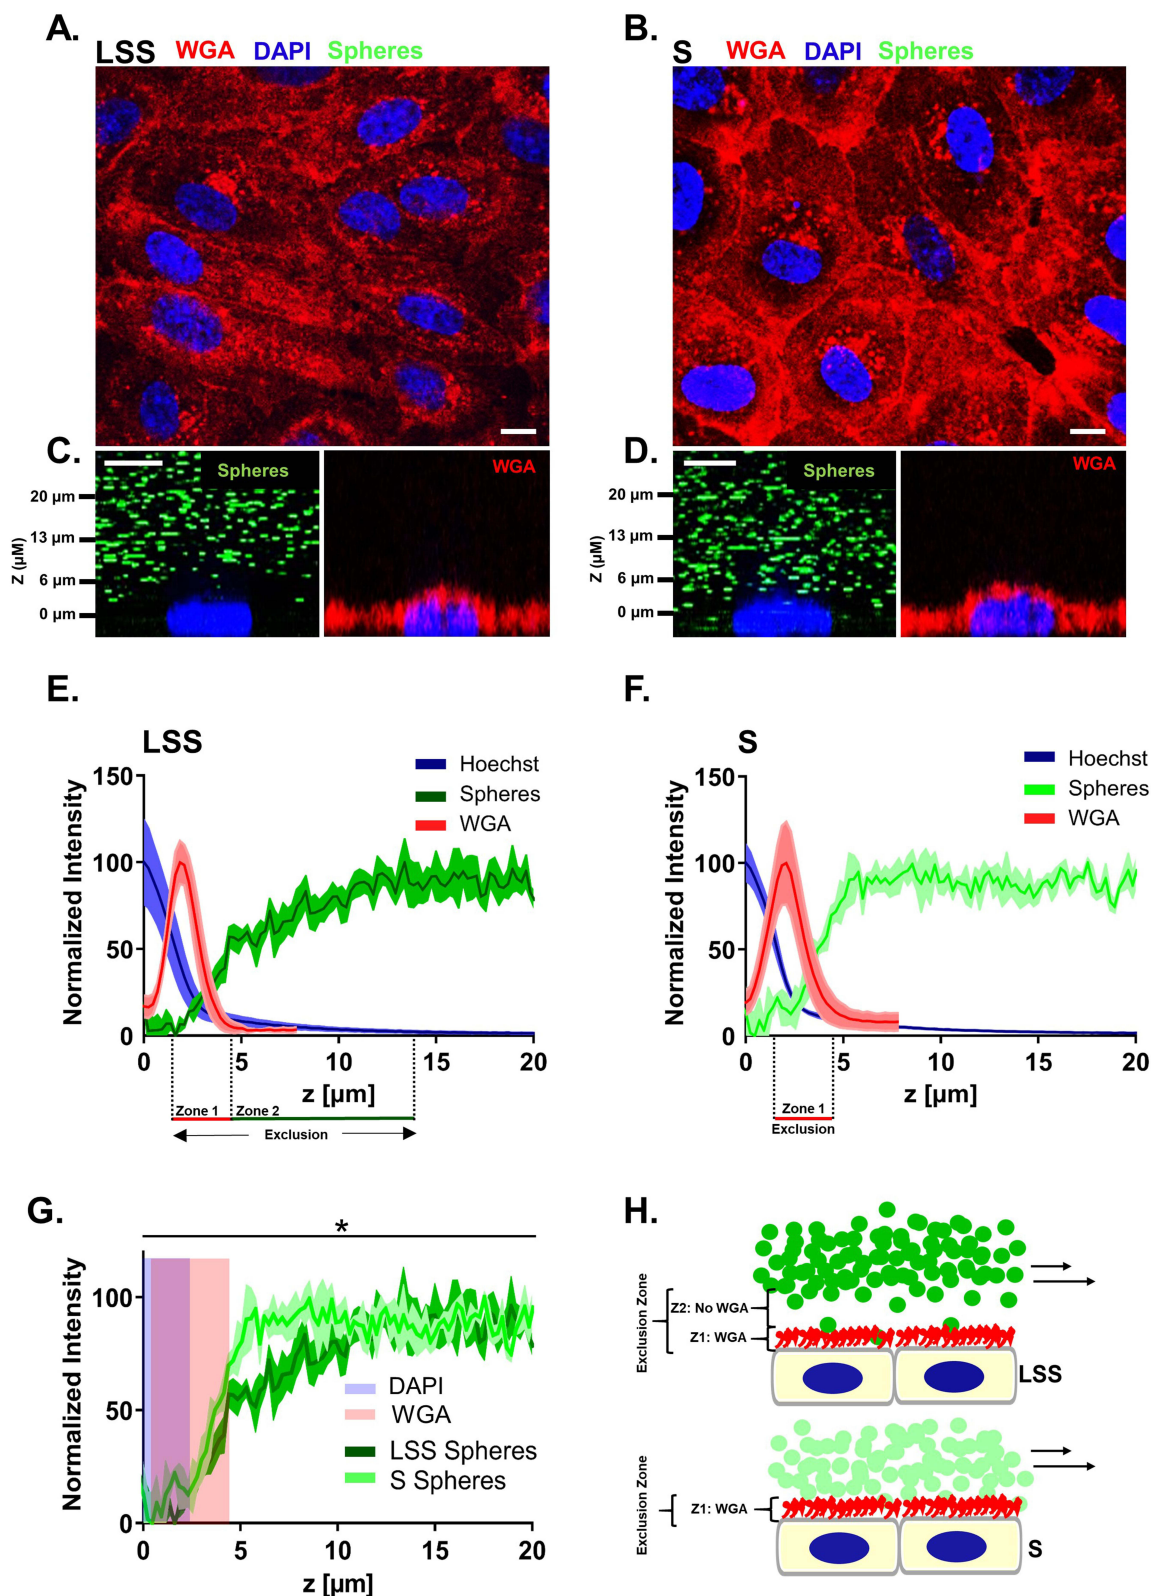 A.
LSS WGA DAPI Spheres
B.
S WGA DAPI Spheres
C.
Spheres
WGA
20 µm
13 µm
6 µm
0 µm
Z (µM)
D.
Spheres
WGA
20 µm
13 µm
6 µm
0 µm
Z (µM)
E.
LSS
Hoechst
Spheres
WGA
Normalized Intensity
150
100
50
0
0 5 10 15 20
z [µm]
Zone 1 Zone 2
Exclusion
F.
S
Hoechst
Spheres
WGA
Normalized Intensity
150
100
50
0
0 5 10 15 20
z [µm]
Zone 1
Exclusion
G.
*
Normalized Intensity
100
50
0
DAPI
WGA
LSS Spheres
S Spheres
0 5 10 15 20
z [µm]
H.
Exclusion Zone
Z2: No WGA
Z1: WGA
LSS
Exclusion Zone
Z1: WGA
S